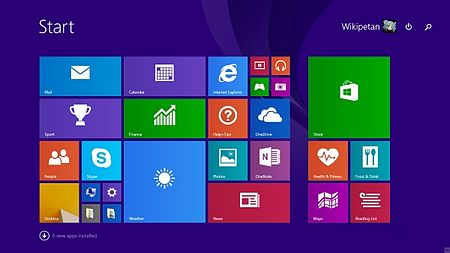 Start
Wikipetan
Mail
Calendar
Internet Explorer
Store
Sport
Finance
Help+Tips
OneDrive
People
Skype
Weather
Photos
OneNote
Health & Fitness
Food & Drink
Desktop
News
Maps
Reading List
6 new apps installed